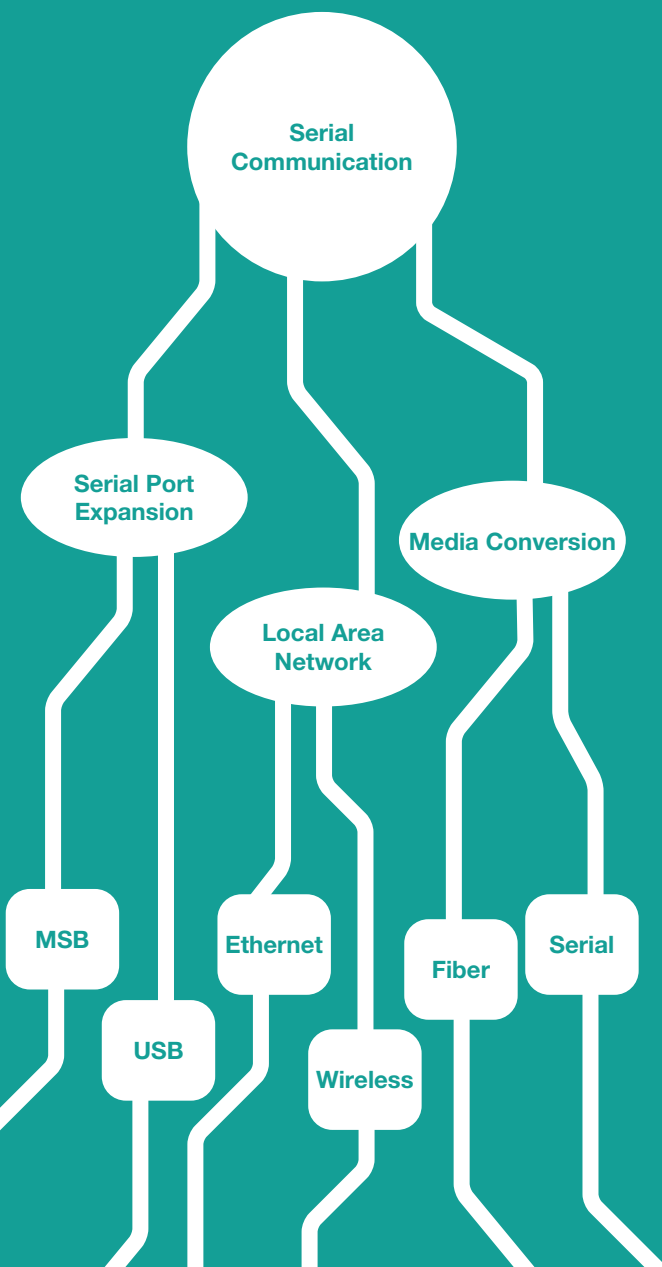 Serial
Communication
Serial Port
Expansion
Media Conversion
Local Area
Network
MSB
USB
Ethernet
Wireless
Fiber
Serial